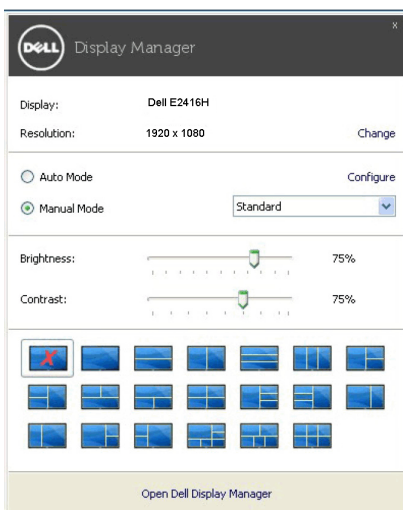 x
DELL Display Manager
Display: Dell E2416H
Resolution: 1920 x 1080 Change
Auto Mode Configure
Manual Mode Standard
Brightness: 75%
Contrast: 75%
Open Dell Display Manager